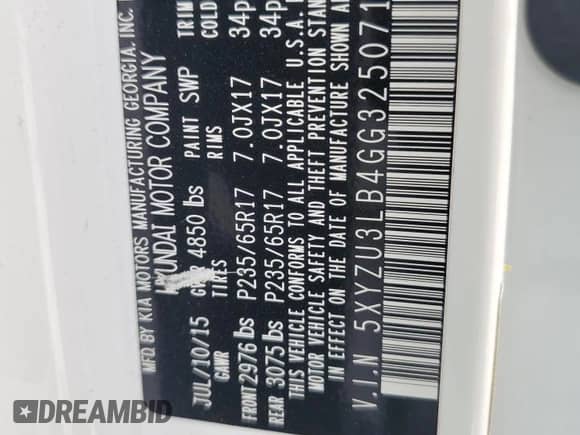 MFD. BY KIA MOTORS MANUFACTURING GEORGIA, INC.
HYUNDAI MOTOR COMPANY
JUL/10/15 GVWR 4850 lbs PAINT SWP TRIM
GAWR TIRES RIMS COLD
FRONT 2976 lbs P235/65R17 7.0JX17 34p
REAR 3075 lbs P235/65R17 7.0JX17 34p
THIS VEHICLE CONFORMS TO ALL APPLICABLE U.S.A.
MOTOR VEHICLE SAFETY AND THEFT PREVENTION STAN
IN EFFECT ON THE DATE OF MANUFACTURE SHOWN A
V.I.N 5XYZU3LB4GG325071
DREAMBID